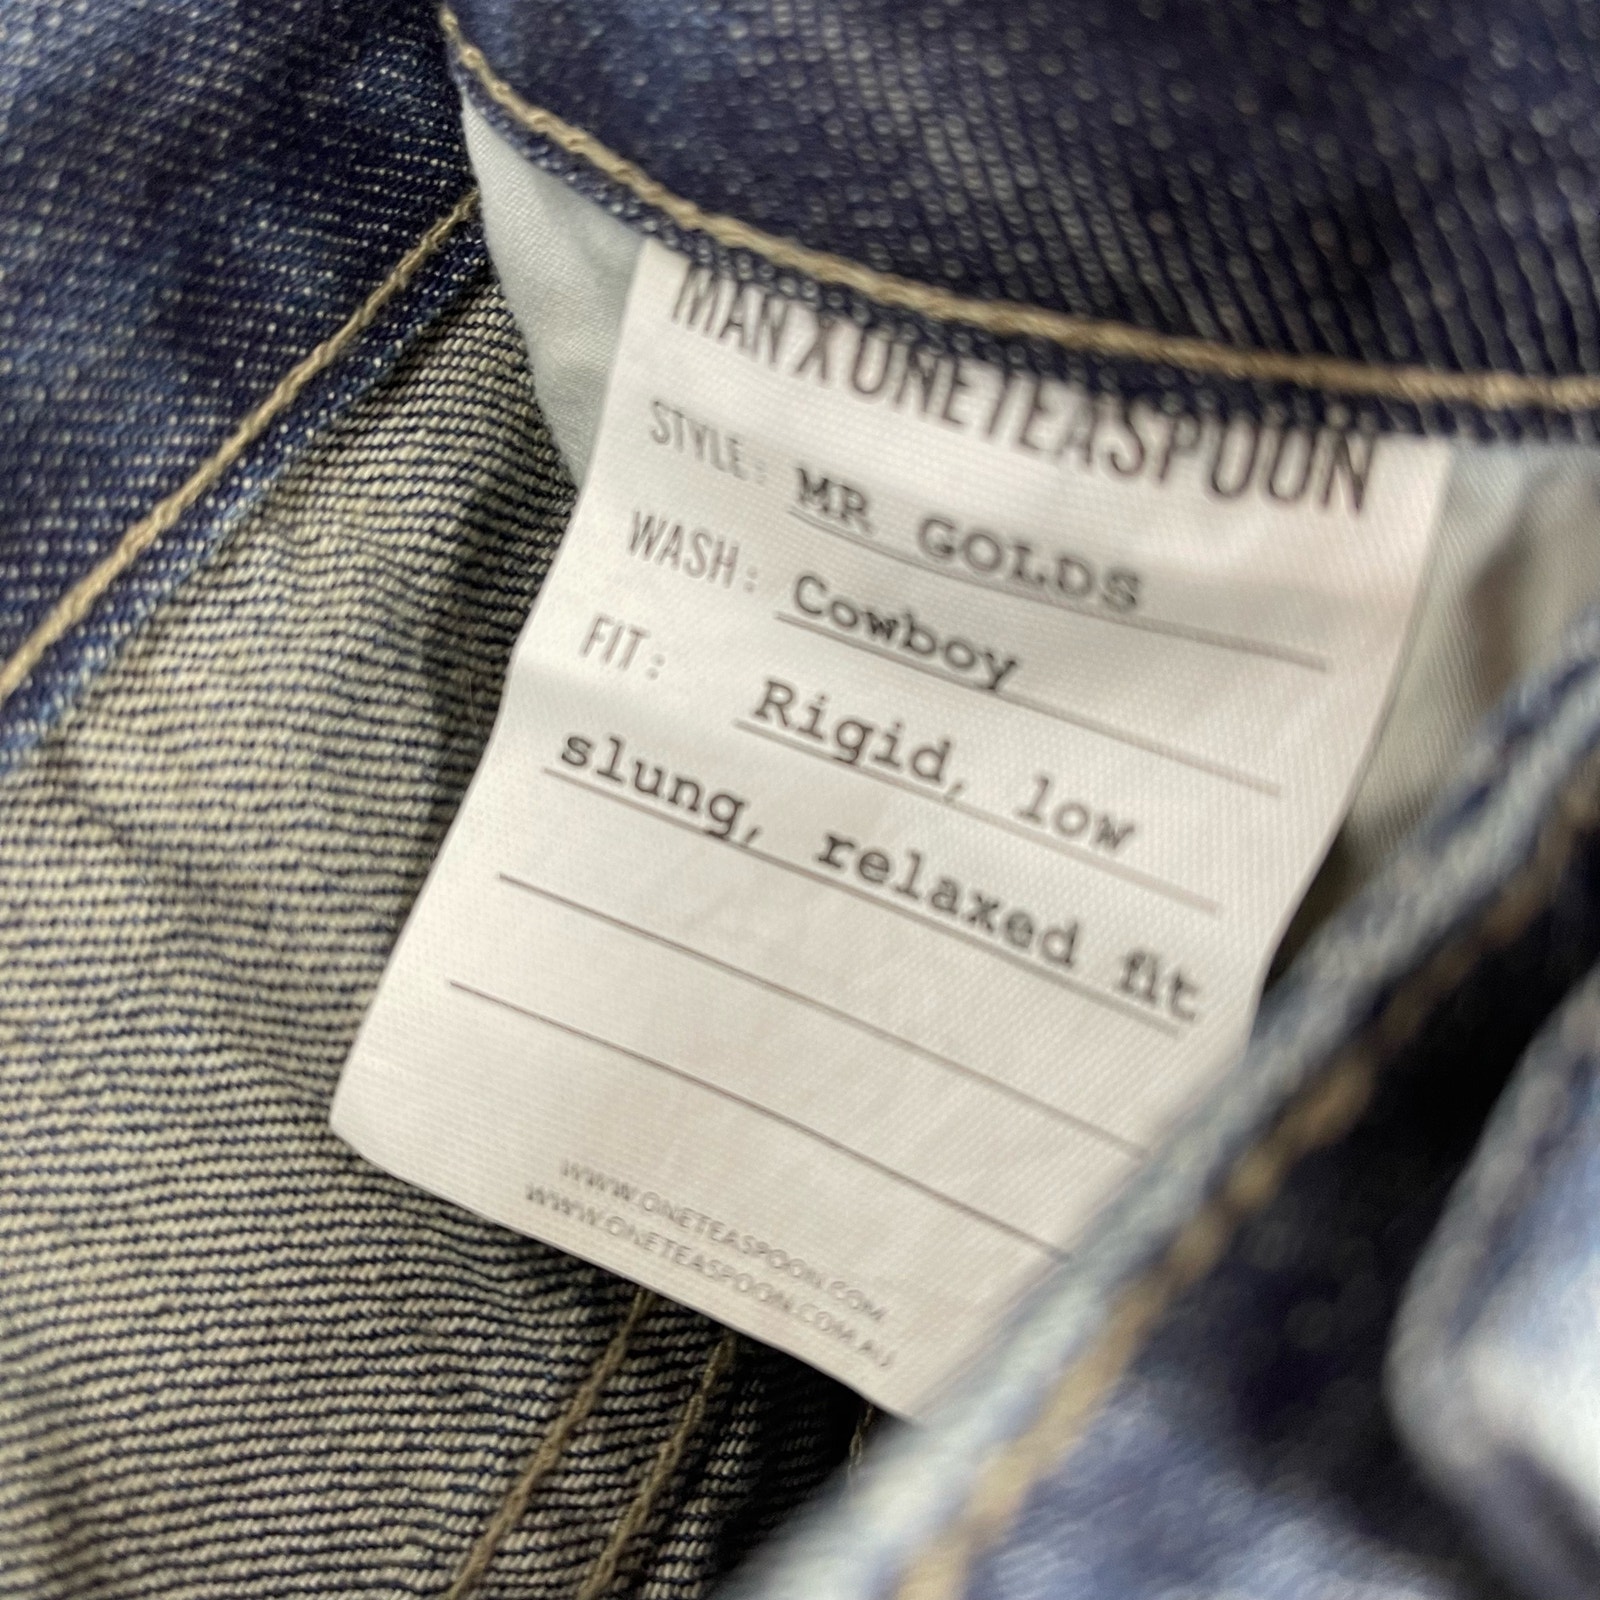 MAN X ONETEASPOON
STYLE: MR GOLDS
WASH: Cowboy
FIT: Rigid, low
slung, relaxed fit
WWW.ONETEASPOON.COM
WWW.ONETEASPOON.COM.AU